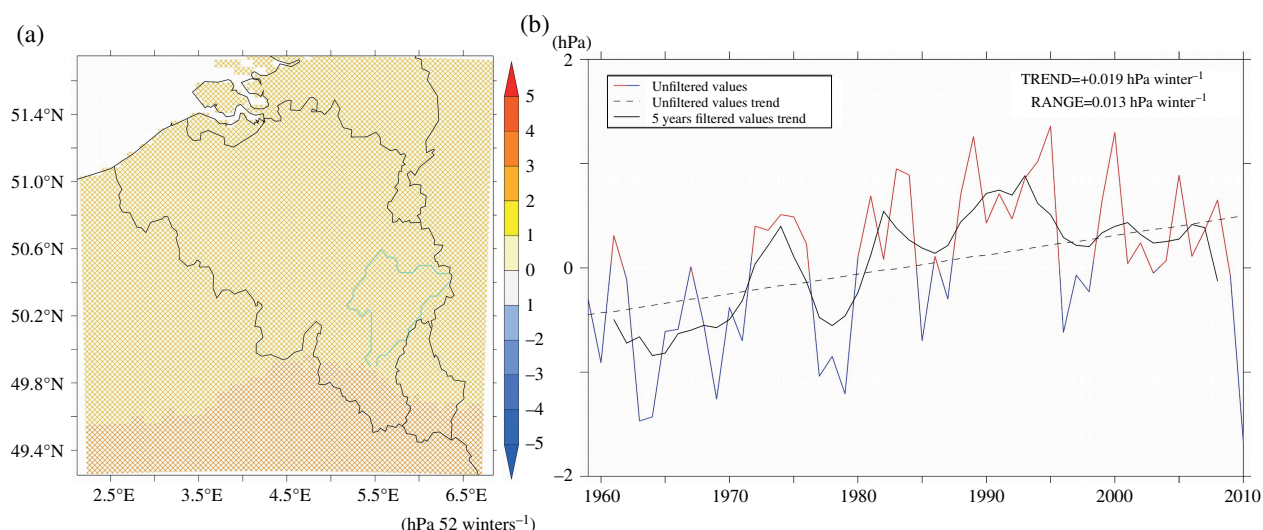 (a)
51.4°N
51.0°N
50.6°N
50.2°N
49.8°N
49.4°N
2.5°E 3.5°E 4.5°E 5.5°E 6.5°E
5
4
3
2
1
0
1
–2
–3
–4
–5
(hPa 52 winters⁻¹)
(b)
(hPa)
2
0
–2
Unfiltered values
Unfiltered values trend
5 years filtered values trend
TREND=+0.019 hPa winter⁻¹
RANGE=0.013 hPa winter⁻¹
1960 1970 1980 1990 2000 2010